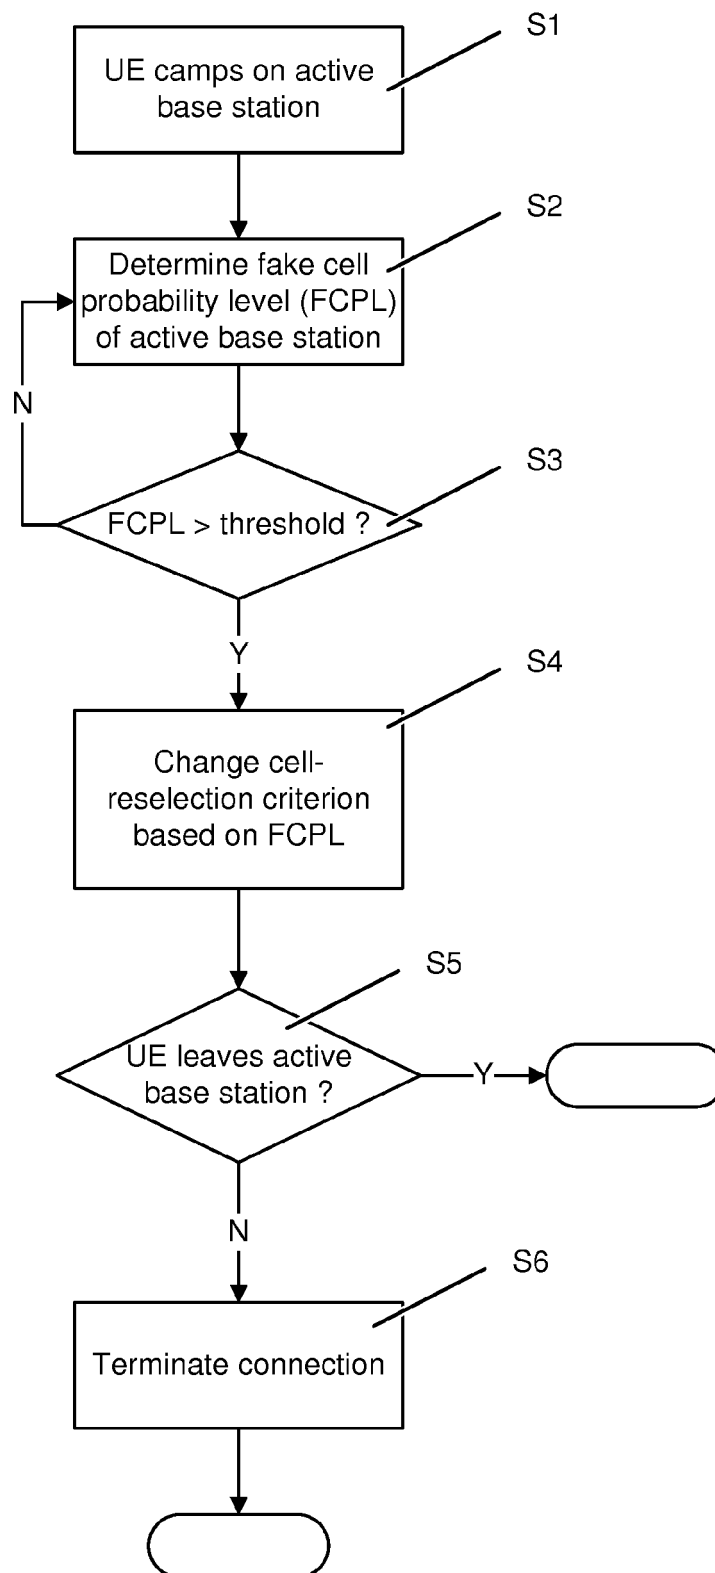 S1
UE camps on active
base station
S2
Determine fake cell
probability level (FCPL)
of active base station
N
S3
FCPL > threshold ?
Y
S4
Change cell-
reselection criterion
based on FCPL
S5
UE leaves active
base station ?
Y
N
S6
Terminate connection